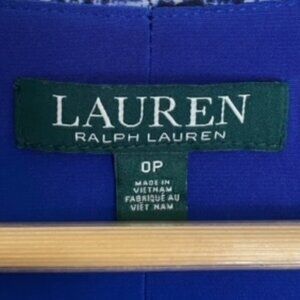 LAUREN
RALPH LAUREN
0P
MADE IN
VIETNAM
FABRIQUÉ AU
VIET NAM